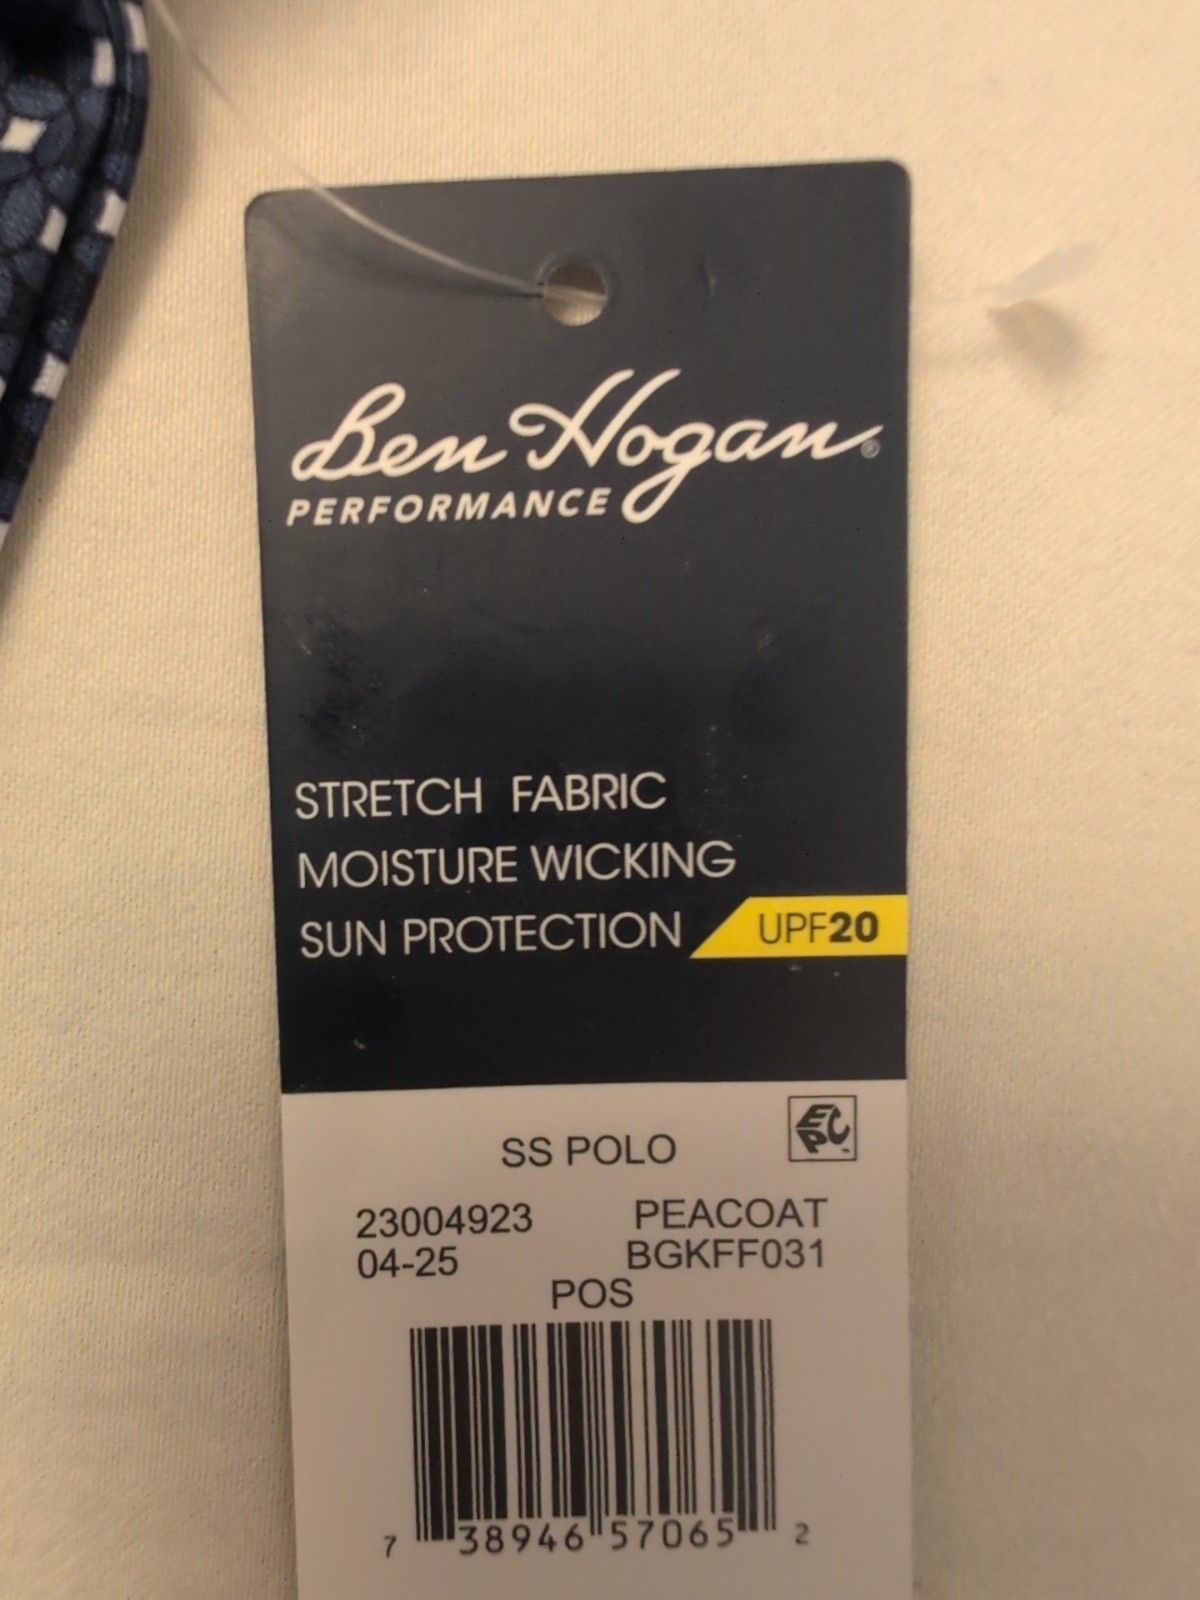 Ben Hogan®
PERFORMANCE
STRETCH FABRIC
MOISTURE WICKING
SUN PROTECTION UPF20
EPC™
SS POLO
23004923 PEACOAT
04-25 BGKFF031
POS
7 38946 57065 2